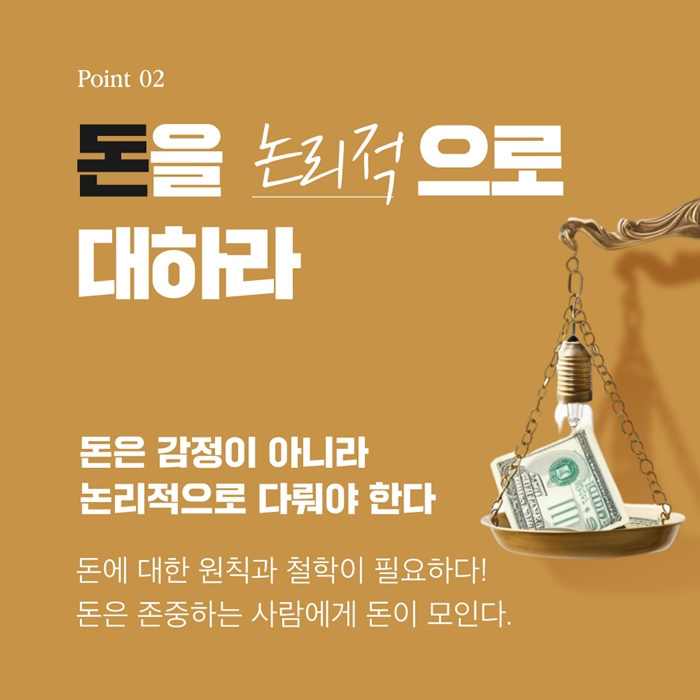 Point 02
돈을 논리적으로
대하라
돈은 감정이 아니라
논리적으로 다뤄야 한다
돈에 대한 원칙과 철학이 필요하다!
돈은 존중하는 사람에게 돈이 모인다.
100